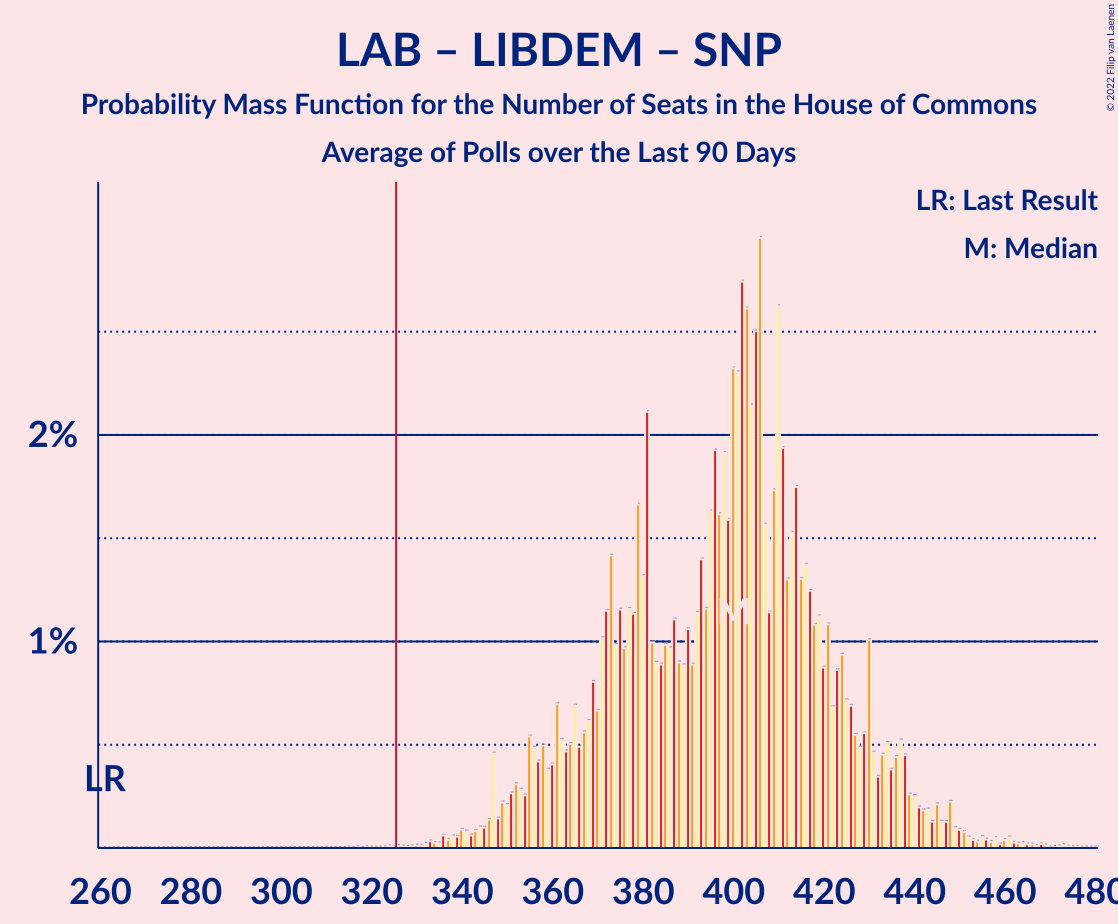 LAB – LIBDEM – SNP
Probability Mass Function for the Number of Seats in the House of Commons
Average of Polls over the Last 90 Days
© 2022 Filip van Laenen
LR: Last Result
M: Median
2%
1%
LR
M
260 280 300 320 340 360 380 400 420 440 460 480